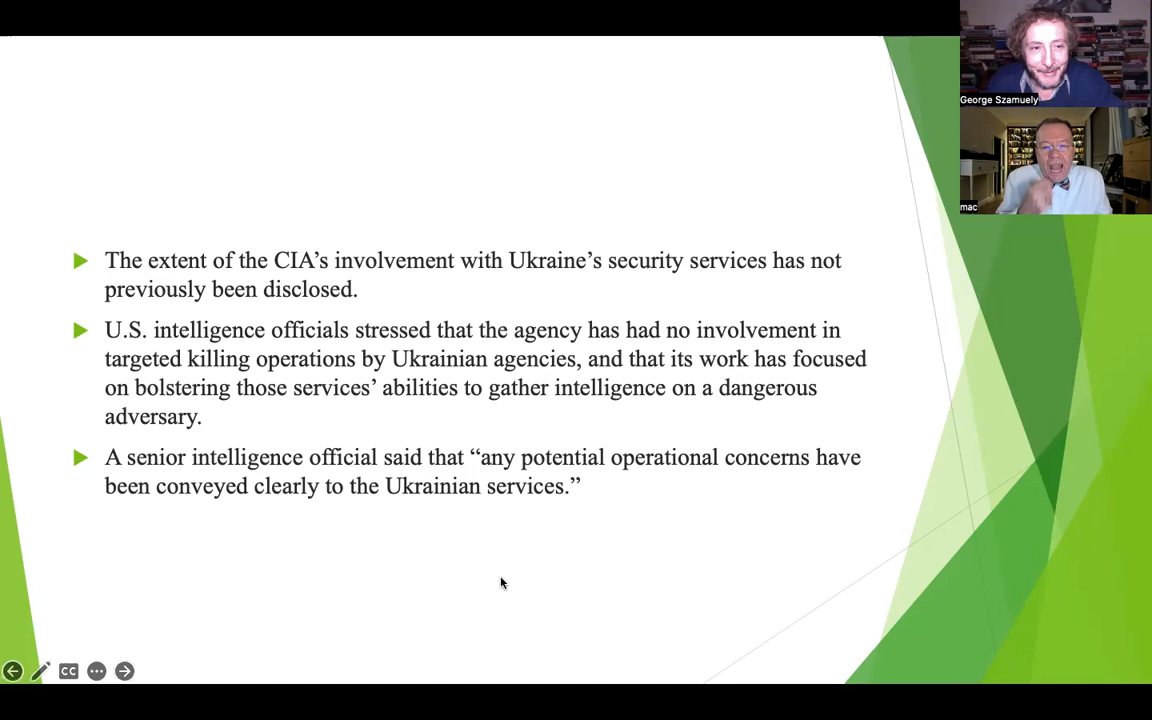 George Szamuely
mac
The extent of the CIA’s involvement with Ukraine’s security services has not
previously been disclosed.
U.S. intelligence officials stressed that the agency has had no involvement in
targeted killing operations by Ukrainian agencies, and that its work has focused
on bolstering those services’ abilities to gather intelligence on a dangerous
adversary.
A senior intelligence official said that “any potential operational concerns have
been conveyed clearly to the Ukrainian services.”
CC